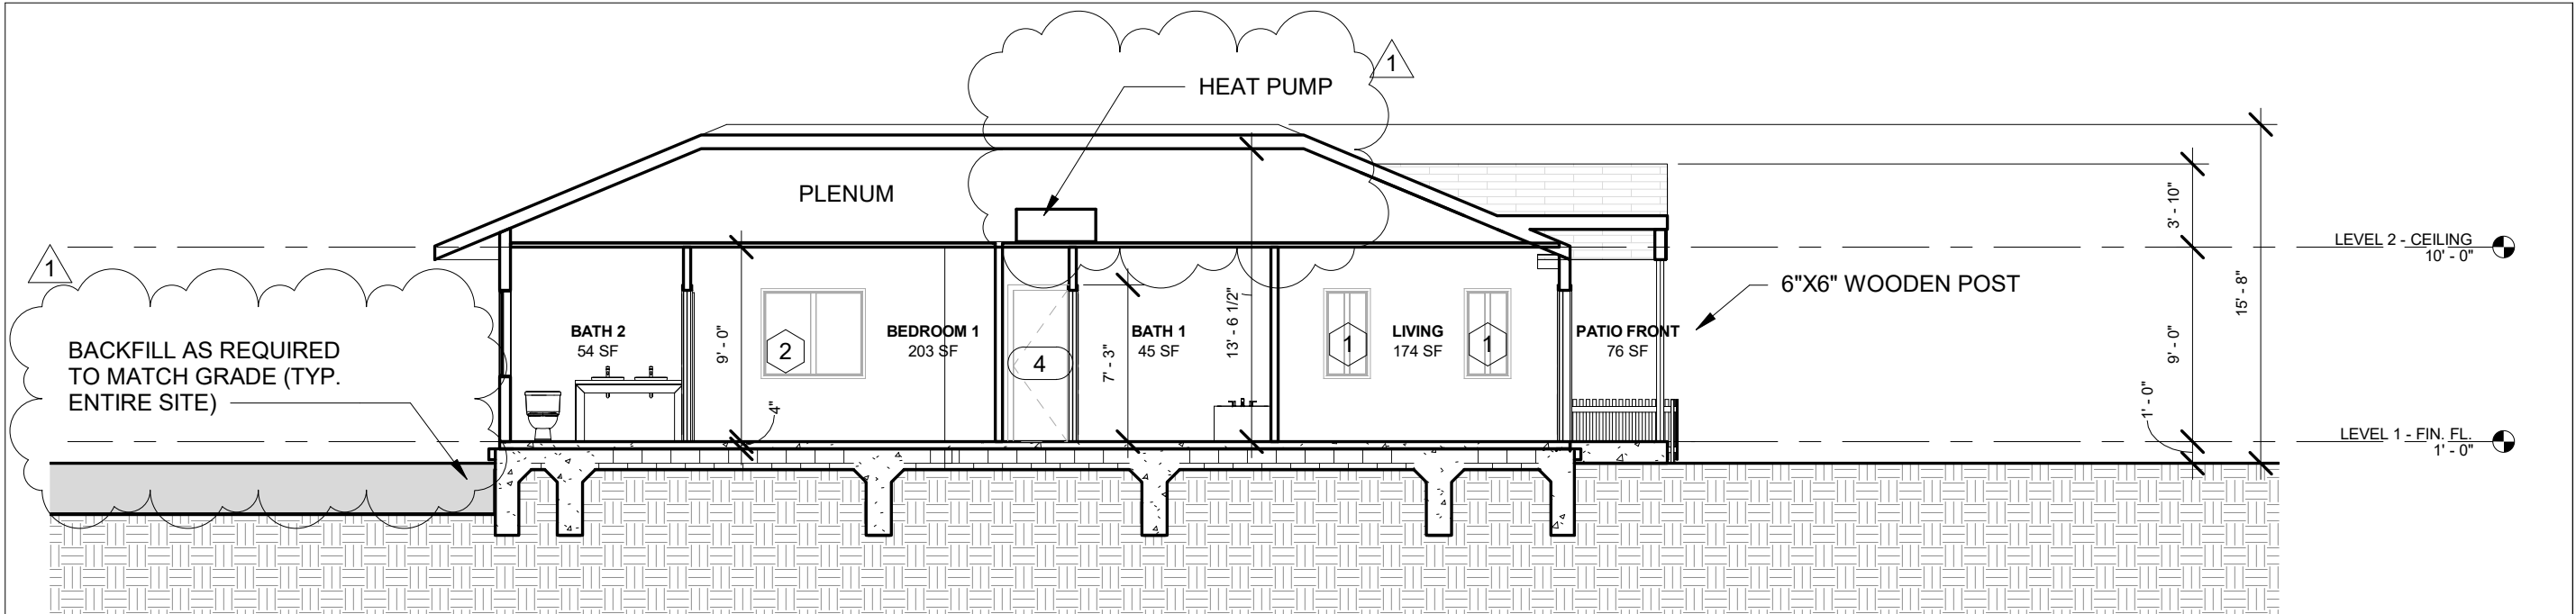 HEAT PUMP
1
PLENUM
3' - 10"
LEVEL 2 - CEILING
10' - 0"
1
6"X6" WOODEN POST
15' - 8"
BACKFILL AS REQUIRED
TO MATCH GRADE (TYP.
ENTIRE SITE)
BATH 2
54 SF
9' - 0"
2
BEDROOM 1
203 SF
4
7' - 3"
BATH 1
45 SF
13' - 6 1/2"
1
LIVING
174 SF
1
PATIO FRONT
76 SF
9' - 0"
4"
1' - 0"
LEVEL 1 - FIN. FL.
1' - 0"